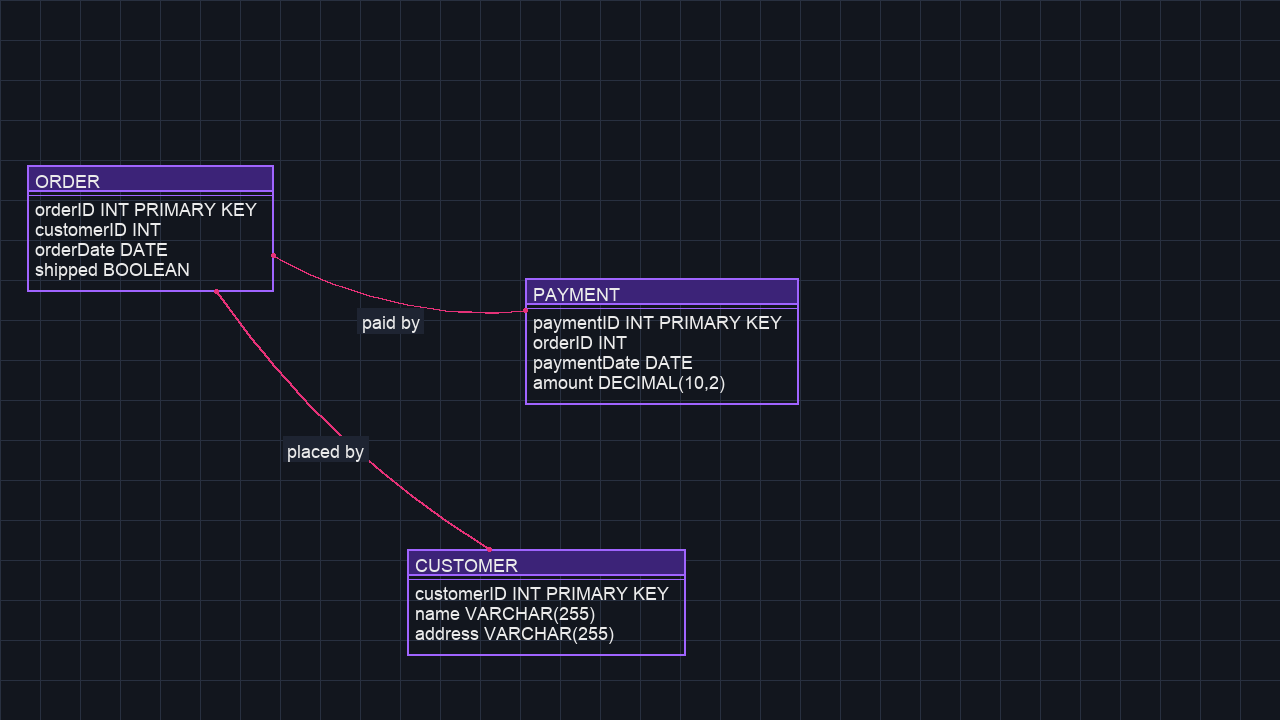 ORDER
orderID INT PRIMARY KEY
customerID INT
orderDate DATE
shipped BOOLEAN
paid by
PAYMENT
paymentID INT PRIMARY KEY
orderID INT
paymentDate DATE
amount DECIMAL(10,2)
placed by
CUSTOMER
customerID INT PRIMARY KEY
name VARCHAR(255)
address VARCHAR(255)